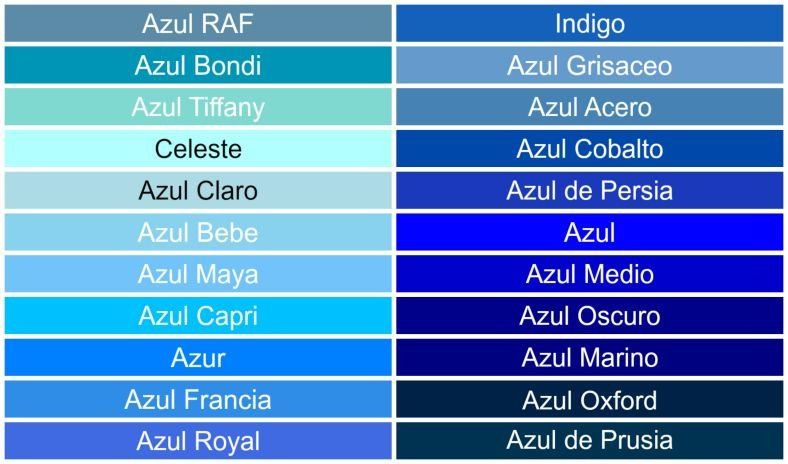 Azul RAF
Azul Bondi
Azul Tiffany
Celeste
Azul Claro
Azul Bebe
Azul Maya
Azul Capri
Azur
Azul Francia
Azul Royal
Indigo
Azul Grisaceo
Azul Acero
Azul Cobalto
Azul de Persia
Azul
Azul Medio
Azul Oscuro
Azul Marino
Azul Oxford
Azul de Prusia